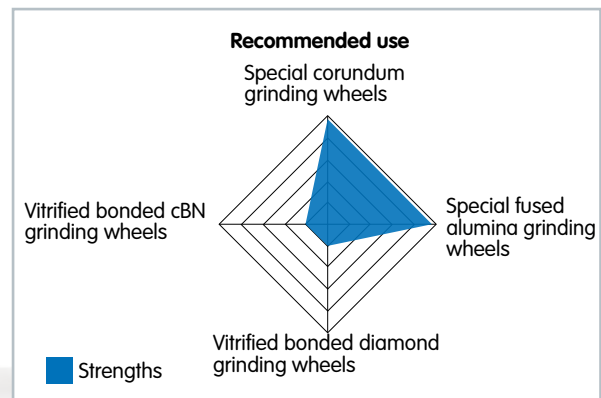 Recommended use
Special corundum
grinding wheels
Vitrified bonded cBN
grinding wheels
Special fused
alumina grinding
wheels
Vitrified bonded diamond
grinding wheels
Strengths